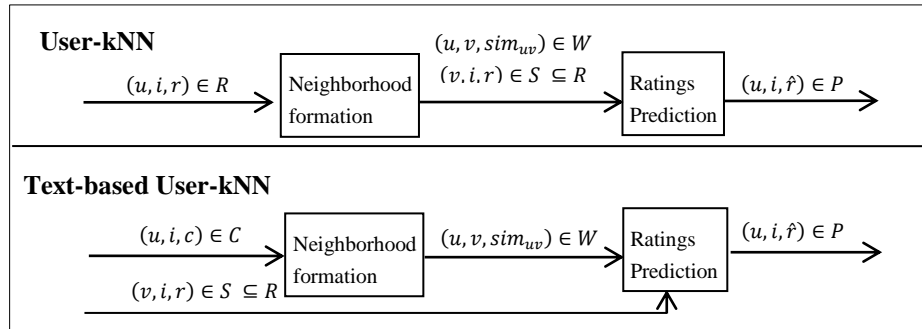 User-kNN
(u, i, r) ∈ R
Neighborhood
formation
(u, v, sim_uv) ∈ W
(v, i, r) ∈ S ⊆ R
Ratings
Prediction
(u, i, r̂) ∈ P
Text-based User-kNN
(u, i, c) ∈ C
Neighborhood
formation
(u, v, sim_uv) ∈ W
Ratings
Prediction
(u, i, r̂) ∈ P
(v, i, r) ∈ S ⊆ R